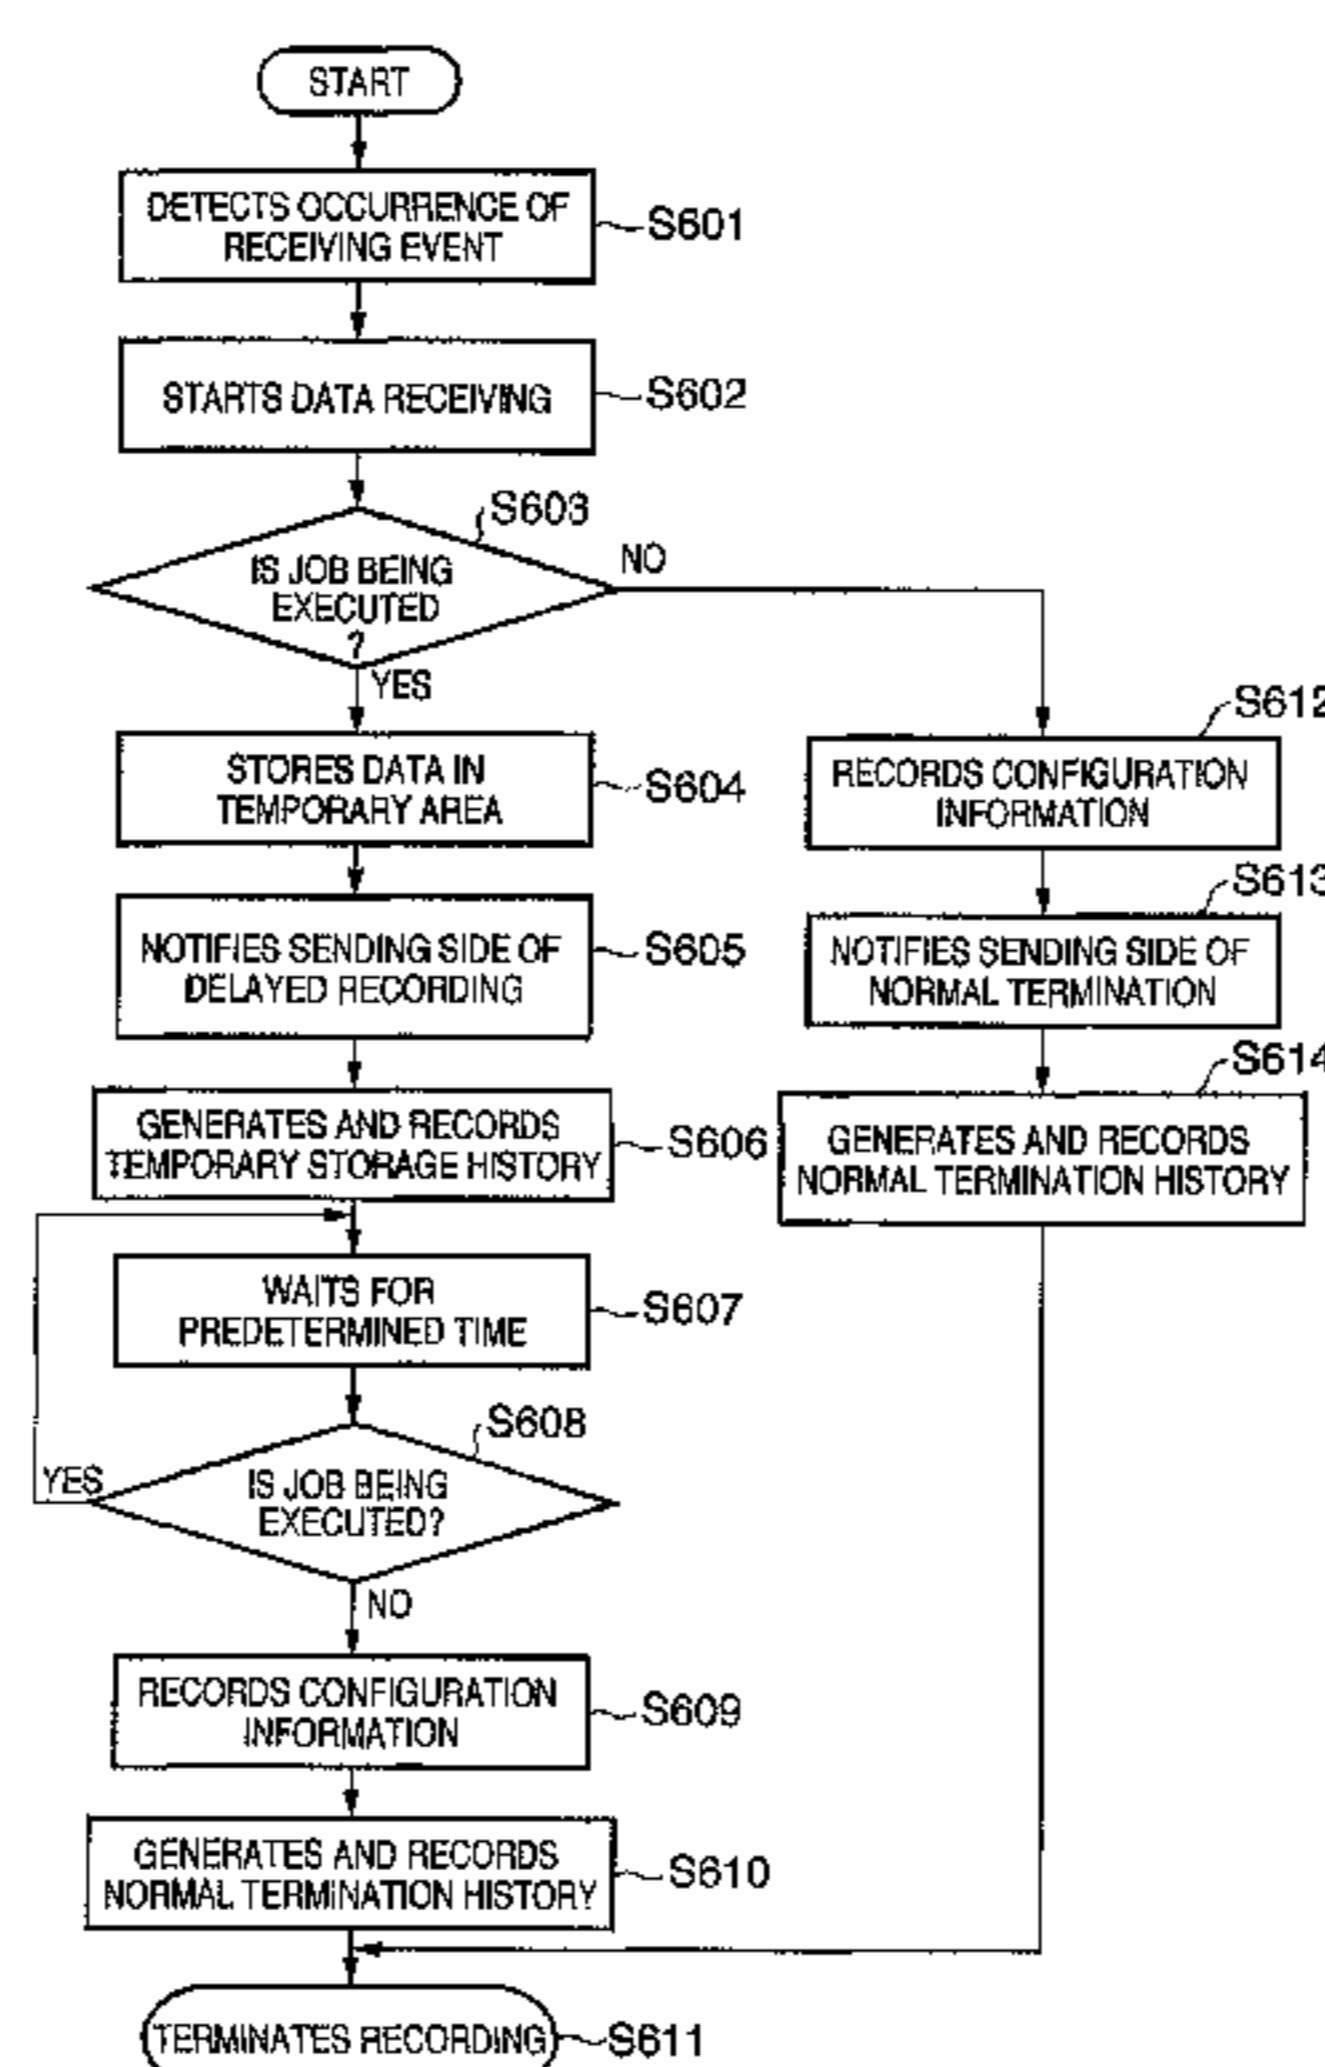 START
DETECTS OCCURRENCE OF
RECEIVING EVENT
S601
STARTS DATA RECEIVING
S602
S603
IS JOB BEING
EXECUTED
?
NO
YES
STORES DATA IN
TEMPORARY AREA
S604
NOTIFIES SENDING SIDE OF
DELAYED RECORDING
S605
GENERATES AND RECORDS
TEMPORARY STORAGE HISTORY
S606
WAITS FOR
PREDETERMINED TIME
S607
S608
IS JOB BEING
EXECUTED?
YES
NO
RECORDS CONFIGURATION
INFORMATION
S609
GENERATES AND RECORDS
NORMAL TERMINATION HISTORY
S610
TERMINATES RECORDING
S611
S612
RECORDS CONFIGURATION
INFORMATION
S613
NOTIFIES SENDING SIDE OF
NORMAL TERMINATION
S614
GENERATES AND RECORDS
NORMAL TERMINATION HISTORY